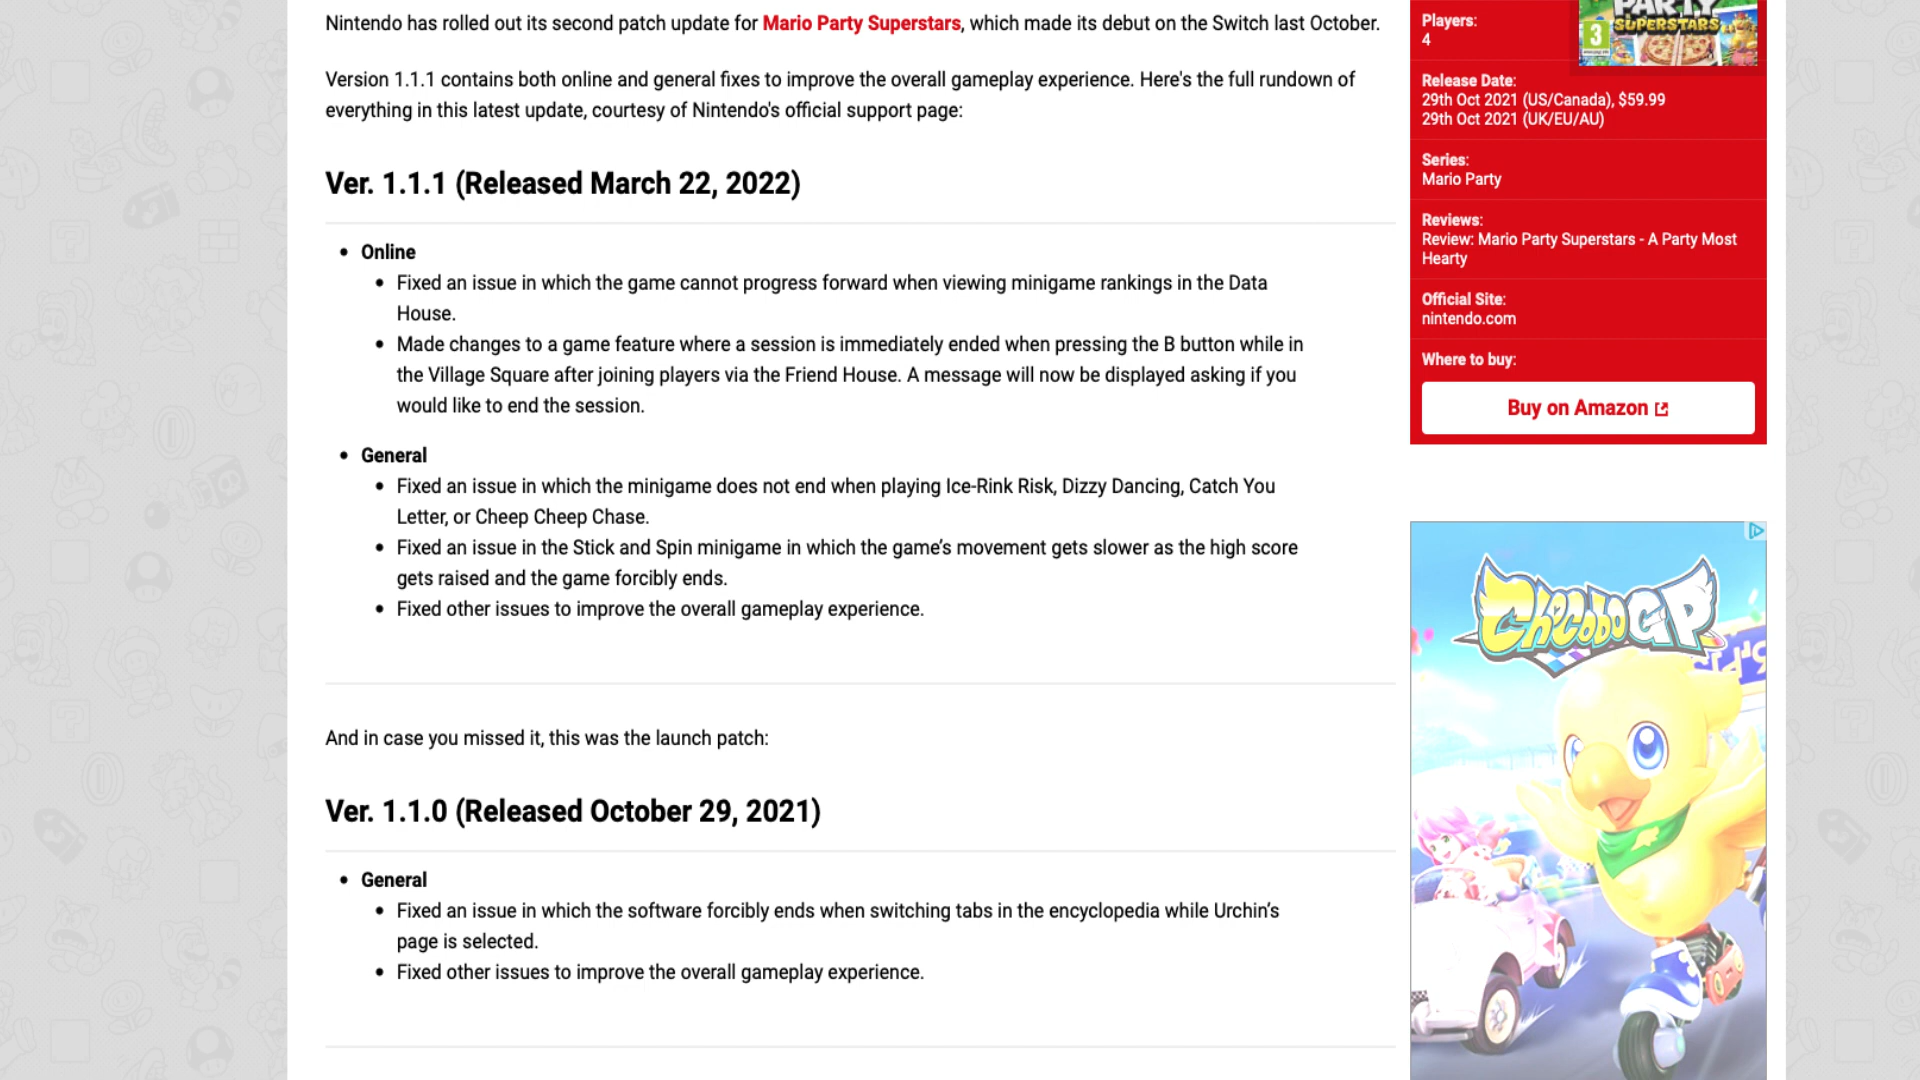 Nintendo has rolled out its second patch update for Mario Party Superstars, which made its debut on the Switch last October.
Version 1.1.1 contains both online and general fixes to improve the overall gameplay experience. Here's the full rundown of
everything in this latest update, courtesy of Nintendo's official support page:
Ver. 1.1.1 (Released March 22, 2022)
• Online
• Fixed an issue in which the game cannot progress forward when viewing minigame rankings in the Data
House.
• Made changes to a game feature where a session is immediately ended when pressing the B button while in
the Village Square after joining players via the Friend House. A message will now be displayed asking if you
would like to end the session.
• General
• Fixed an issue in which the minigame does not end when playing Ice-Rink Risk, Dizzy Dancing, Catch You
Letter, or Cheep Cheep Chase.
• Fixed an issue in the Stick and Spin minigame in which the game’s movement gets slower as the high score
gets raised and the game forcibly ends.
• Fixed other issues to improve the overall gameplay experience.
And in case you missed it, this was the launch patch:
Ver. 1.1.0 (Released October 29, 2021)
• General
• Fixed an issue in which the software forcibly ends when switching tabs in the encyclopedia while Urchin’s
page is selected.
• Fixed other issues to improve the overall gameplay experience.
Players:
4
PARTY
SUPERSTARS
3
Release Date:
29th Oct 2021 (US/Canada), $59.99
29th Oct 2021 (UK/EU/AU)
Series:
Mario Party
Reviews:
Review: Mario Party Superstars - A Party Most
Hearty
Official Site:
nintendo.com
Where to buy:
Buy on Amazon
Chocobo GP